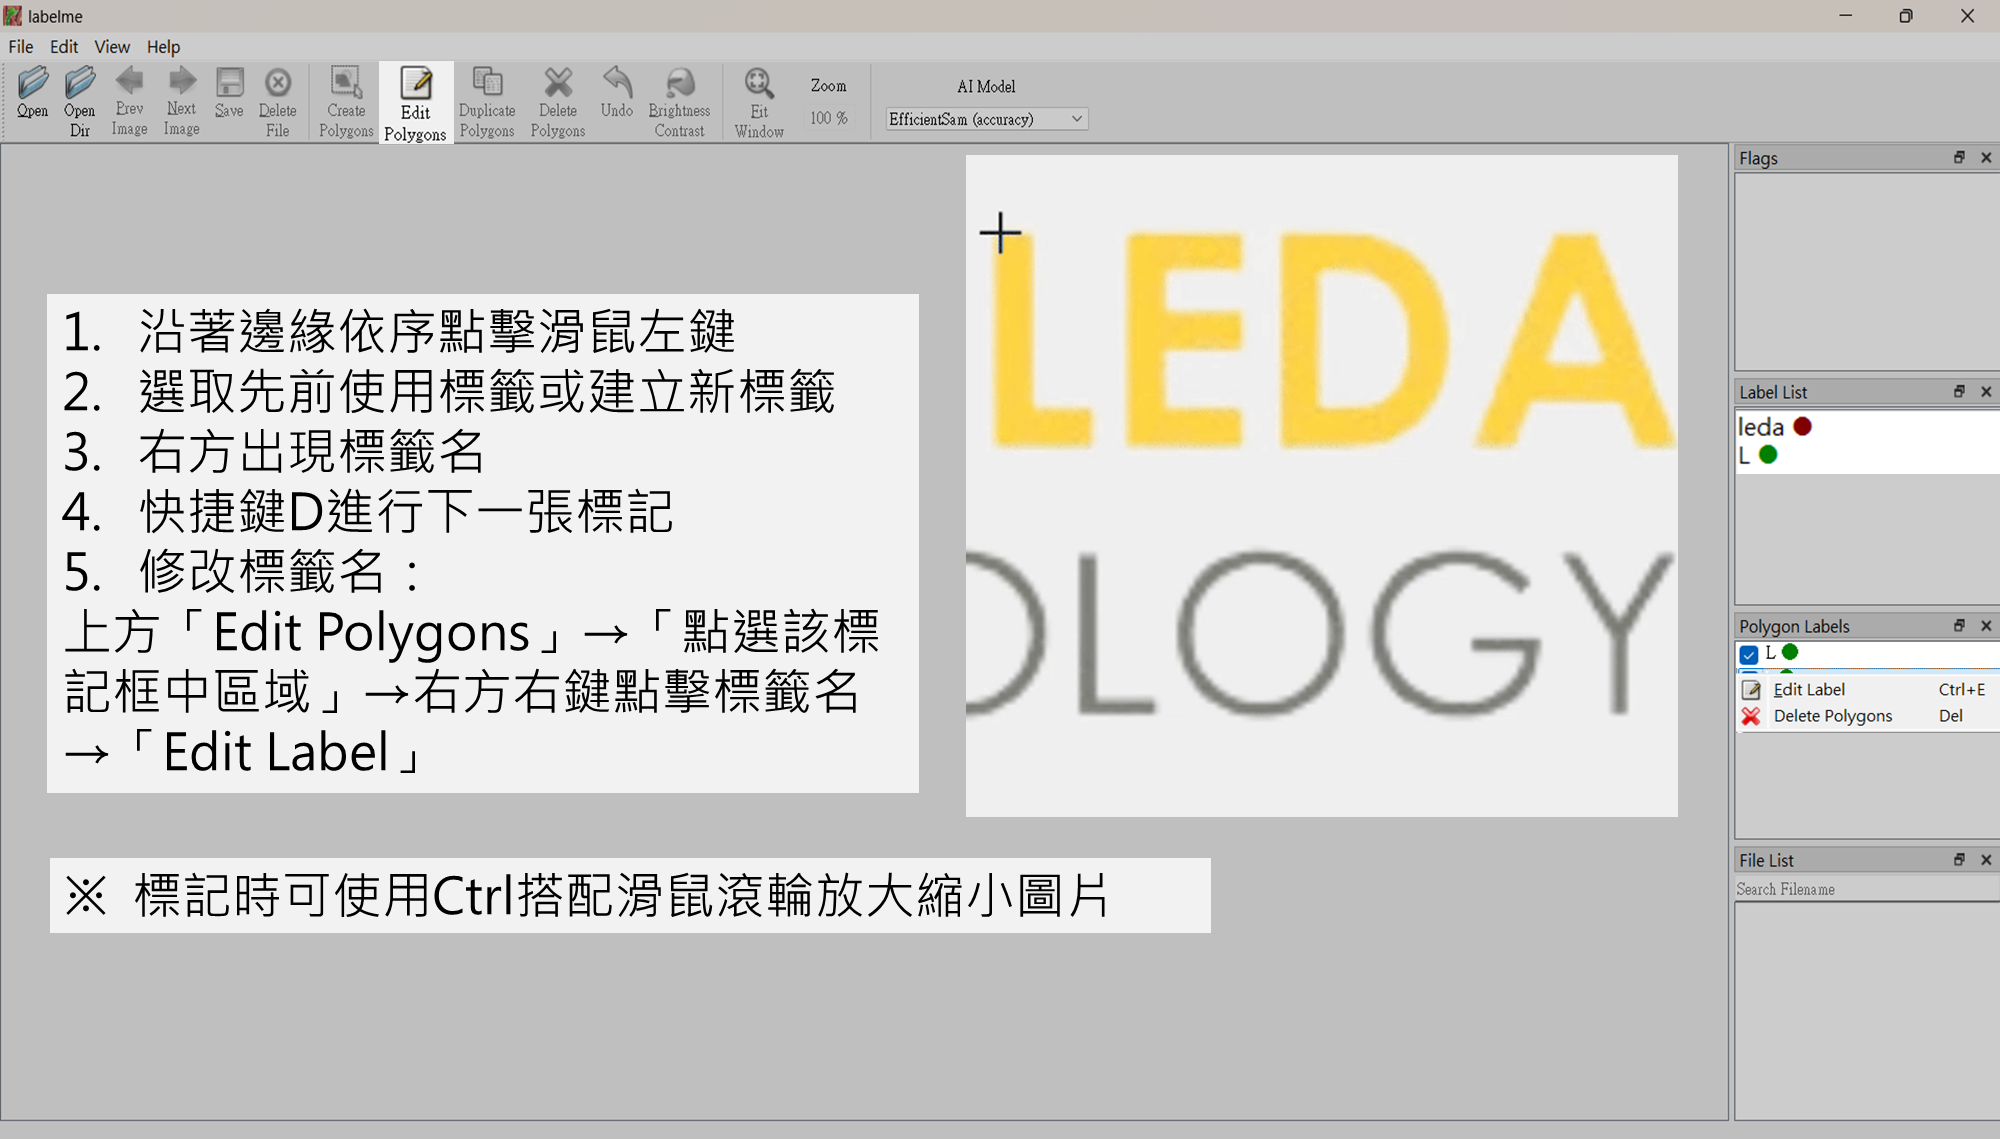 labelme
File Edit View Help
Open
Open Dir
Prev Image
Next Image
Save
Delete File
Create Polygons
Edit Polygons
Duplicate Polygons
Delete Polygons
Undo
Brightness Contrast
Fit Window
Zoom
100 %
AI Model
EfficientSam (accuracy)
1. 沿著邊緣依序點擊滑鼠左鍵
2. 選取先前使用標籤或建立新標籤
3. 右方出現標籤名
4. 快捷鍵D進行下一張標記
5. 修改標籤名：
上方「Edit Polygons」→「點選該標
記框中區域」→右方右鍵點擊標籤名
→「Edit Label」
※ 標記時可使用Ctrl搭配滑鼠滾輪放大縮小圖片
LEDA
OLOGY
Flags
Label List
leda
L
Polygon Labels
L
Edit Label Ctrl+E
Delete Polygons Del
File List
Search Filename